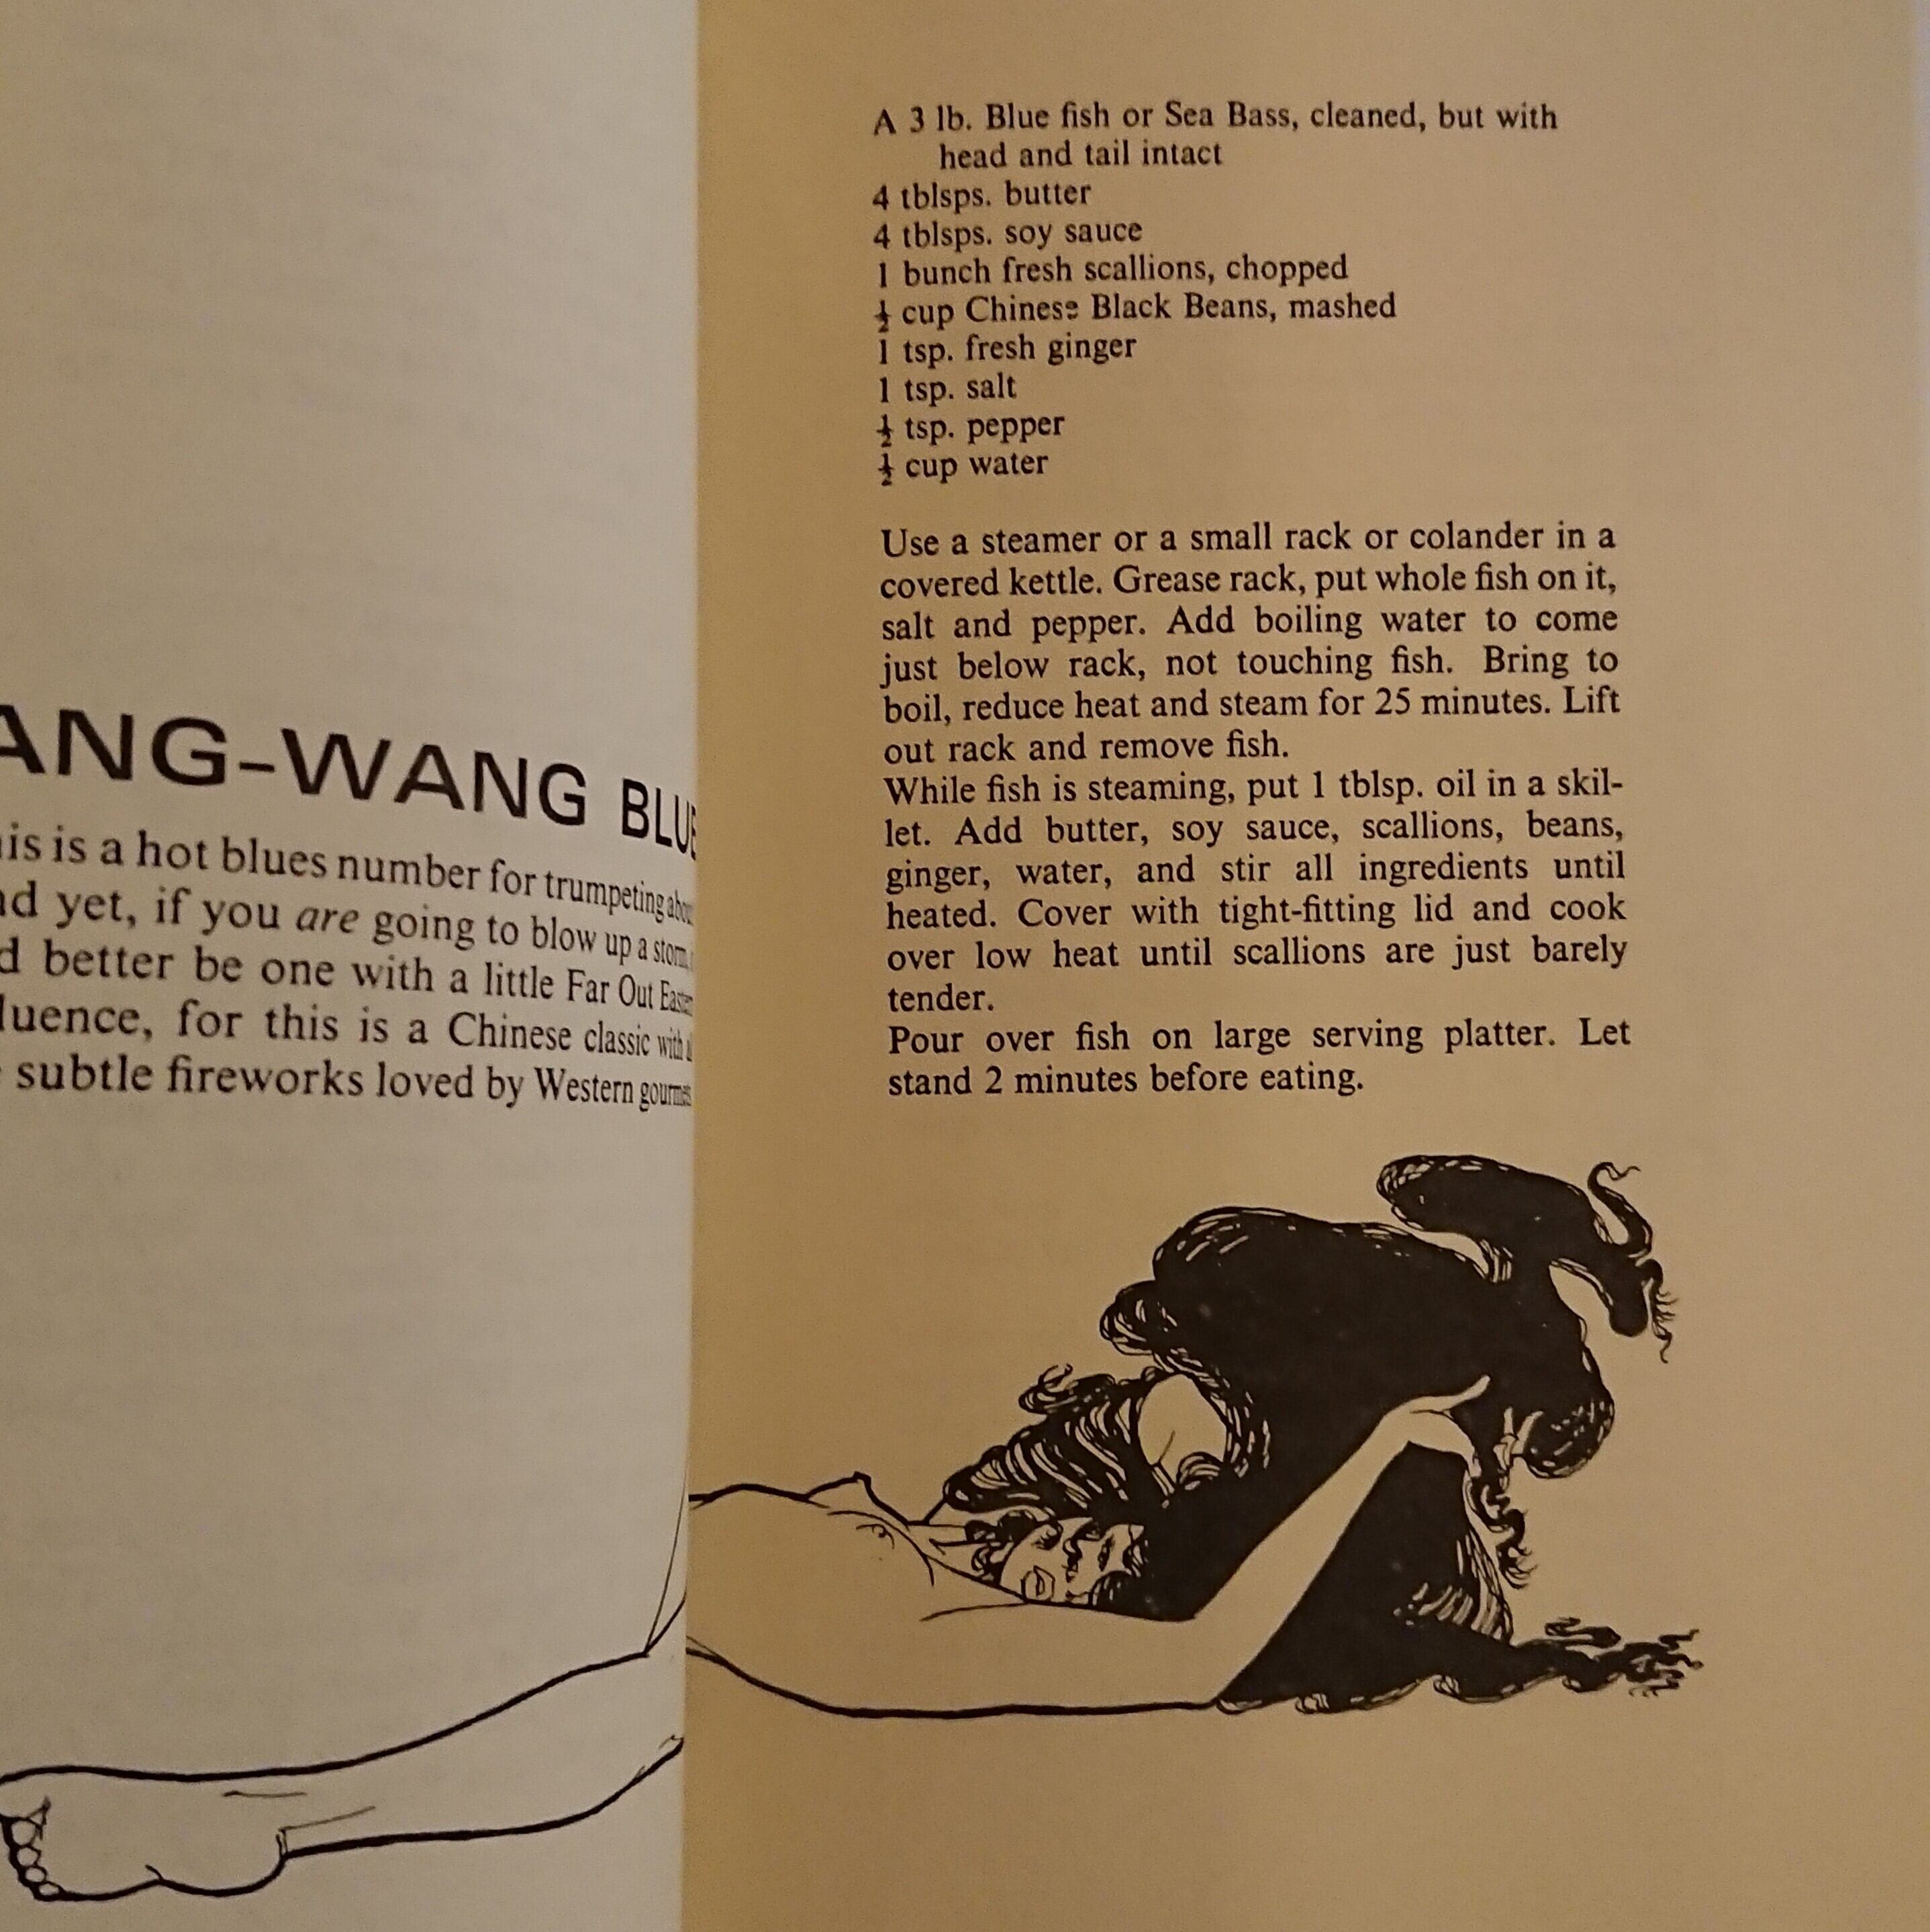 ANG-WANG BLUE
is is a hot blues number for trumpeting
d yet, if you are going to blow up a storm,
d better be one with a little Far Out
luence, for this is a Chinese classic with
subtle fireworks loved by Western
A 3 lb. Blue fish or Sea Bass, cleaned, but with
head and tail intact
4 tblsps. butter
4 tblsps. soy sauce
1 bunch fresh scallions, chopped
½ cup Chinese Black Beans, mashed
1 tsp. fresh ginger
1 tsp. salt
½ tsp. pepper
½ cup water
Use a steamer or a small rack or colander in a
covered kettle. Grease rack, put whole fish on it,
salt and pepper. Add boiling water to come
just below rack, not touching fish. Bring to
boil, reduce heat and steam for 25 minutes. Lift
out rack and remove fish.
While fish is steaming, put 1 tblsp. oil in a skil-
let. Add butter, soy sauce, scallions, beans,
ginger, water, and stir all ingredients until
heated. Cover with tight-fitting lid and cook
over low heat until scallions are just barely
tender.
Pour over fish on large serving platter. Let
stand 2 minutes before eating.